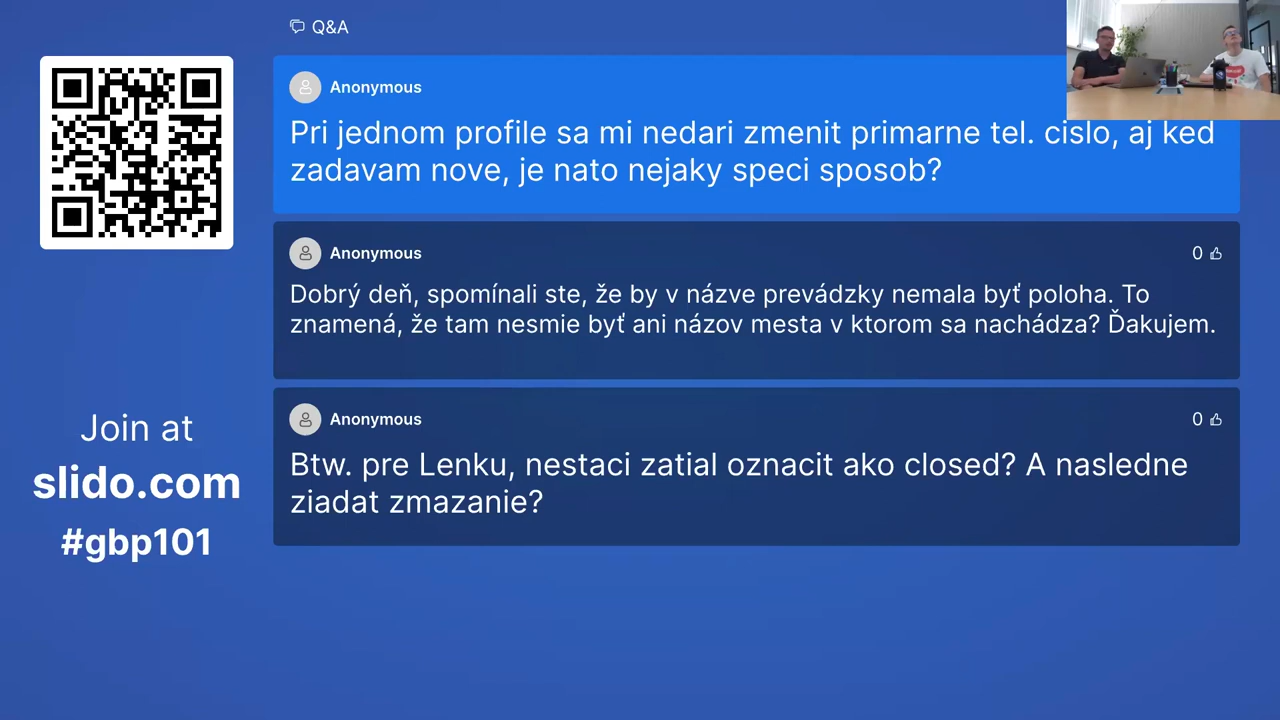 Q&A
Anonymous
Pri jednom profile sa mi nedari zmenit primarne tel. cislo, aj ked
zadavam nove, je nato nejaky speci sposob?
Anonymous
0
Dobrý deň, spomínali ste, že by v názve prevádzky nemala byť poloha. To
znamená, že tam nesmie byť ani názov mesta v ktorom sa nachádza? Ďakujem.
Anonymous
0
Btw. pre Lenku, nestaci zatial oznacit ako closed? A nasledne
ziadat zmazanie?
Join at
slido.com
#gbp101